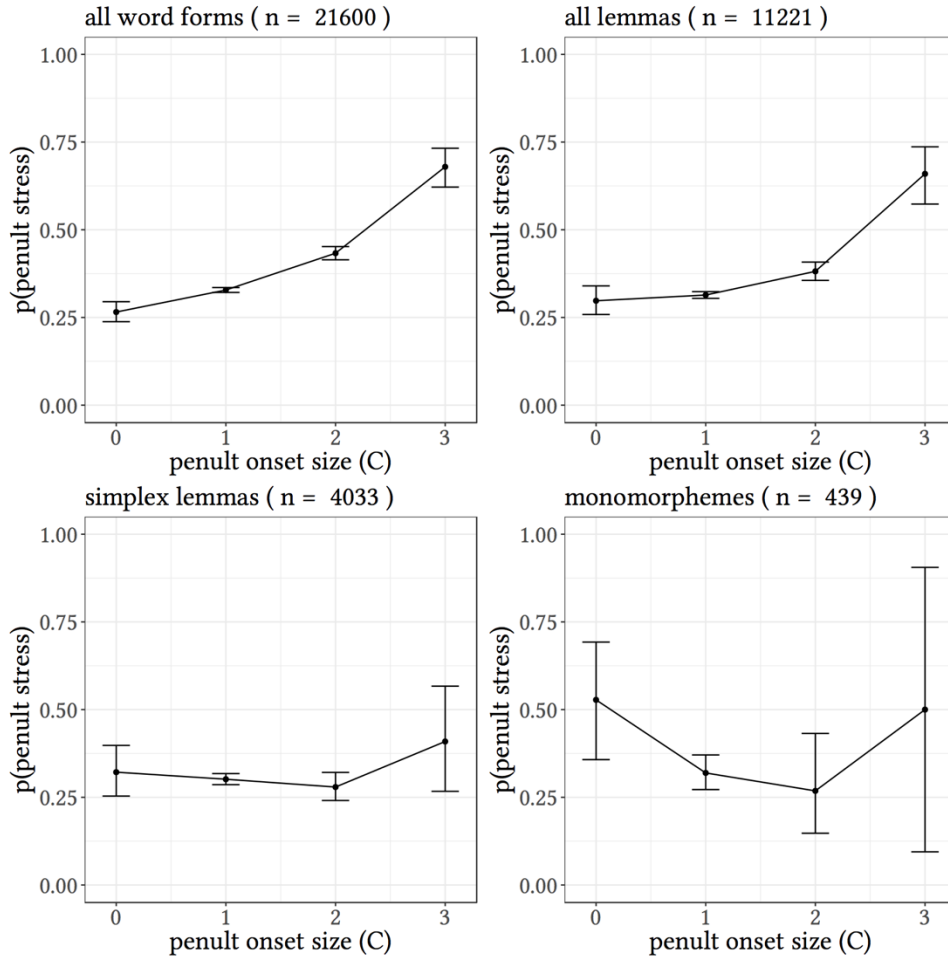 all word forms ( n =  21600 )
1.00
0.75
0.50
0.25
0.00
p(penult stress)
0 1 2 3
penult onset size (C)
all lemmas ( n =  11221 )
1.00
0.75
0.50
0.25
0.00
p(penult stress)
0 1 2 3
penult onset size (C)
simplex lemmas ( n =  4033 )
1.00
0.75
0.50
0.25
0.00
p(penult stress)
0 1 2 3
penult onset size (C)
monomorphemes ( n =  439 )
1.00
0.75
0.50
0.25
0.00
p(penult stress)
0 1 2 3
penult onset size (C)